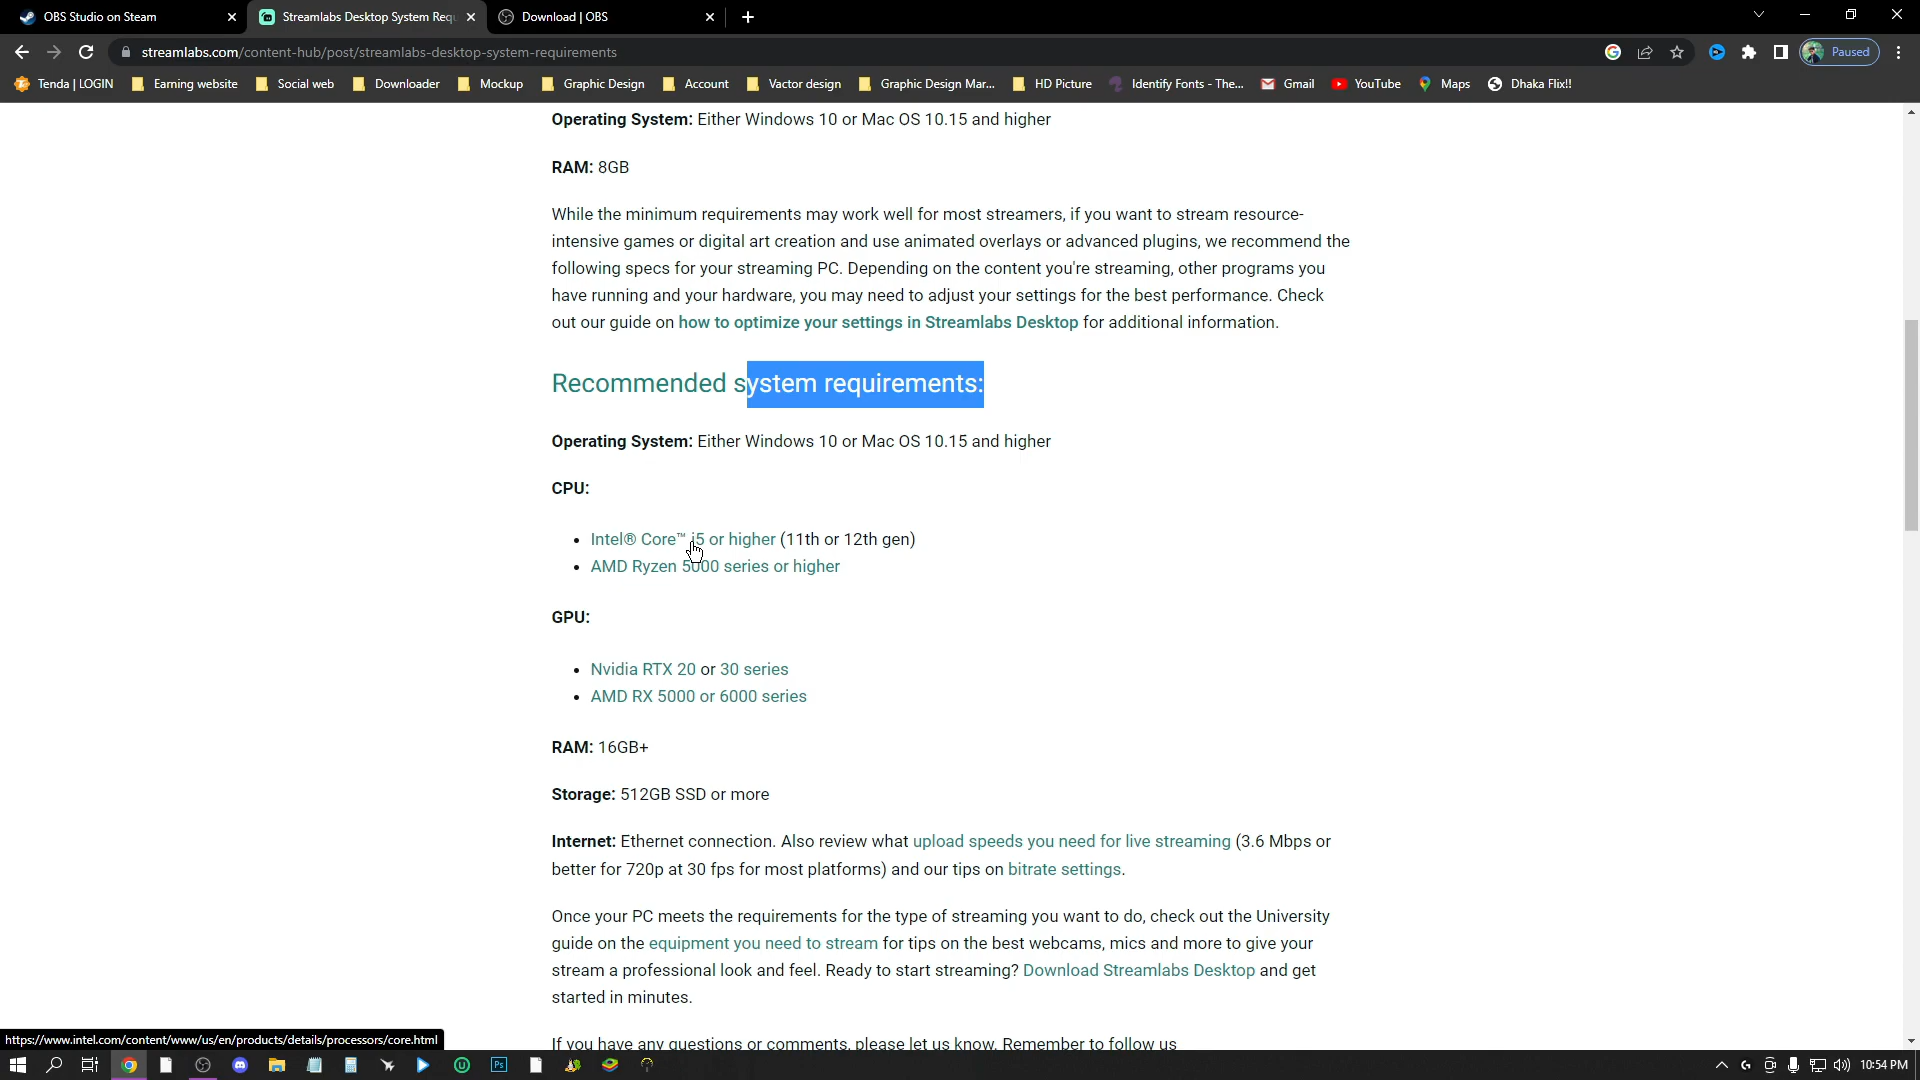 OBS Studio on Steam
Streamlabs Desktop System Requ
Download | OBS
streamlabs.com/content-hub/post/streamlabs-desktop-system-requirements
Paused
Tenda | LOGIN
Earning website
Social web
Downloader
Mockup
Graphic Design
Account
Vactor design
Graphic Design Mar...
HD Picture
Identify Fonts - The...
Gmail
YouTube
Maps
Dhaka Flix!!
Operating System: Either Windows 10 or Mac OS 10.15 and higher
RAM: 8GB
While the minimum requirements may work well for most streamers, if you want to stream resource-
intensive games or digital art creation and use animated overlays or advanced plugins, we recommend the
following specs for your streaming PC. Depending on the content you're streaming, other programs you
have running and your hardware, you may need to adjust your settings for the best performance. Check
out our guide on how to optimize your settings in Streamlabs Desktop for additional information.
Recommended system requirements:
Operating System: Either Windows 10 or Mac OS 10.15 and higher
CPU:
• Intel® Core™ i5 or higher (11th or 12th gen)
• AMD Ryzen 5000 series or higher
GPU:
• Nvidia RTX 20 or 30 series
• AMD RX 5000 or 6000 series
RAM: 16GB+
Storage: 512GB SSD or more
Internet: Ethernet connection. Also review what upload speeds you need for live streaming (3.6 Mbps or
better for 720p at 30 fps for most platforms) and our tips on bitrate settings.
Once your PC meets the requirements for the type of streaming you want to do, check out the University
guide on the equipment you need to stream for tips on the best webcams, mics and more to give your
stream a professional look and feel. Ready to start streaming? Download Streamlabs Desktop and get
started in minutes.
If you have any questions or comments, please let us know. Remember to follow us
https://www.intel.com/content/www/us/en/products/details/processors/core.html
Ps
10:54 PM